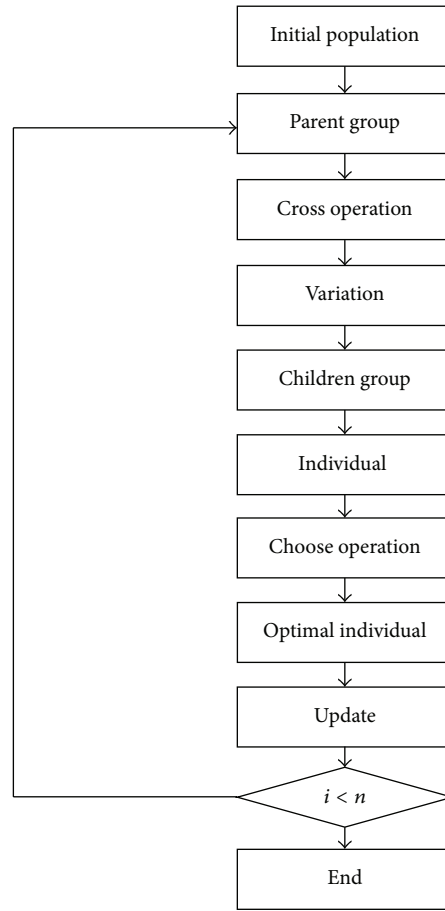 Initial population
Parent group
Cross operation
Variation
Children group
Individual
Choose operation
Optimal individual
Update
i < n
End